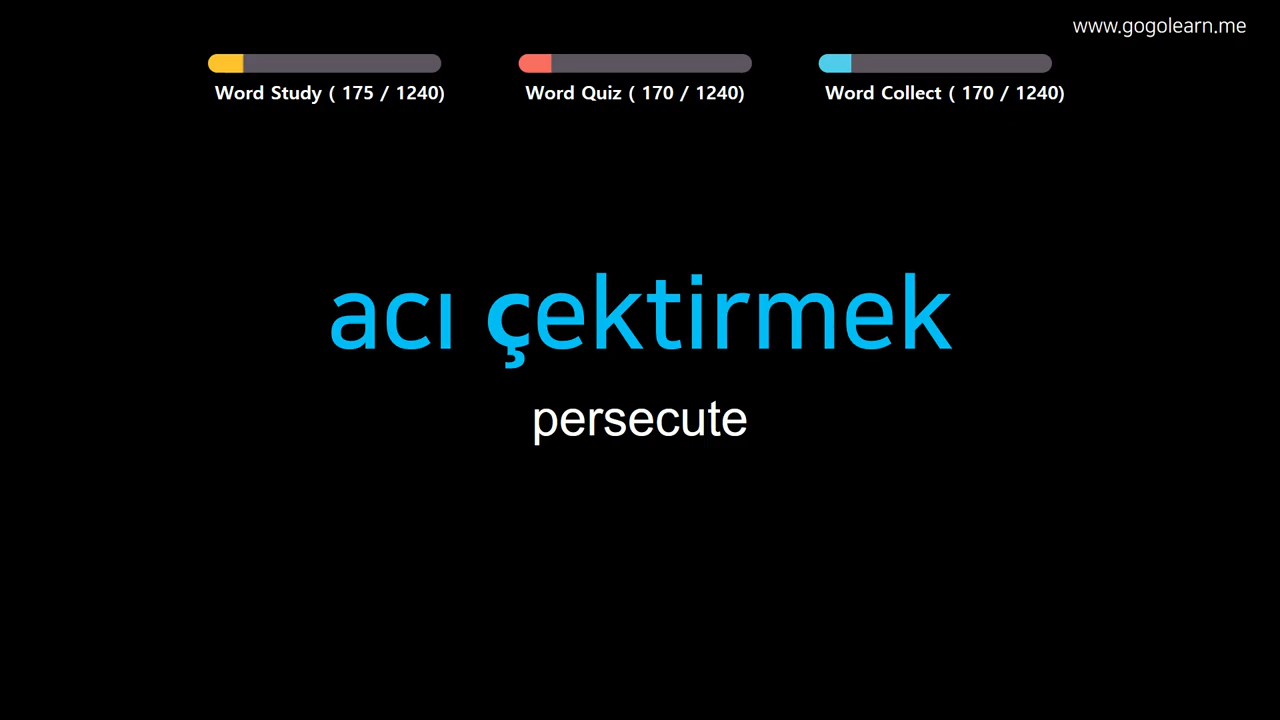 www.gogolearn.me
Word Study ( 175 / 1240)
Word Quiz ( 170 / 1240)
Word Collect ( 170 / 1240)
acı çektirmek
persecute